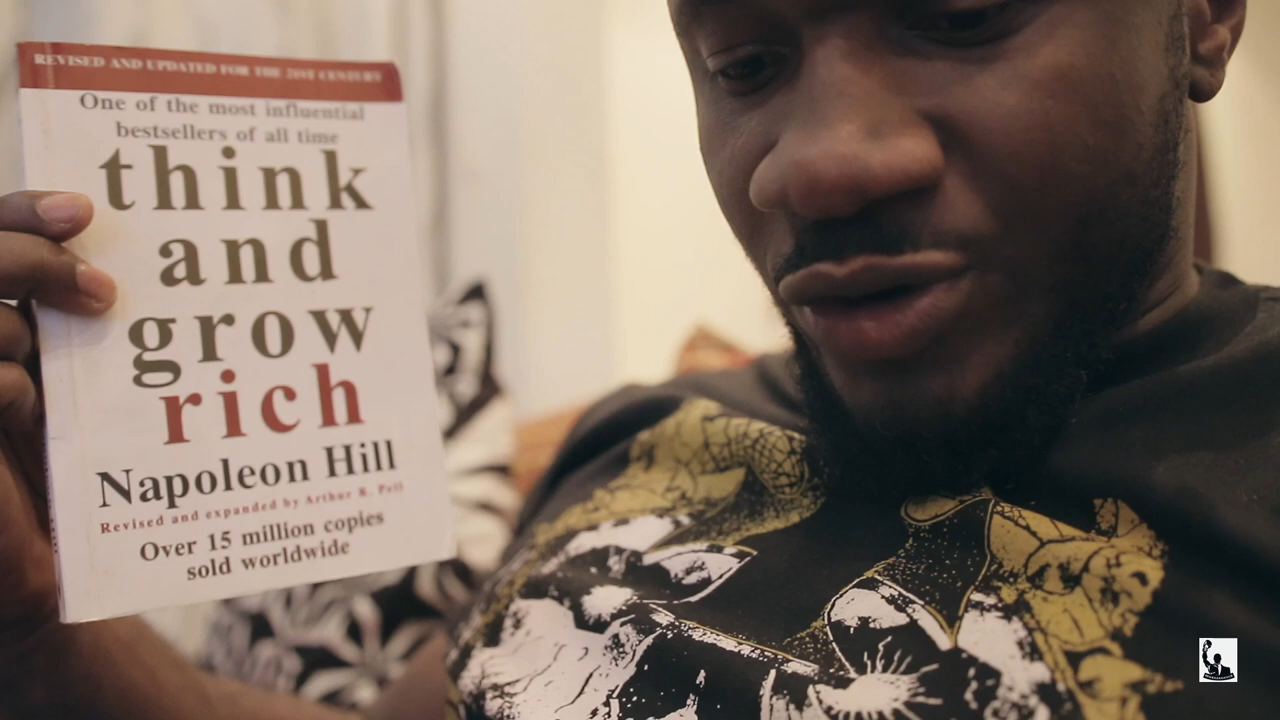 REVISED AND UPDATED FOR THE 21ST CENTURY
One of the most influential
bestsellers of all time
think
and
grow
rich
Napoleon Hill
Revised and expanded by Arthur R. Pell
Over 15 million copies
sold worldwide